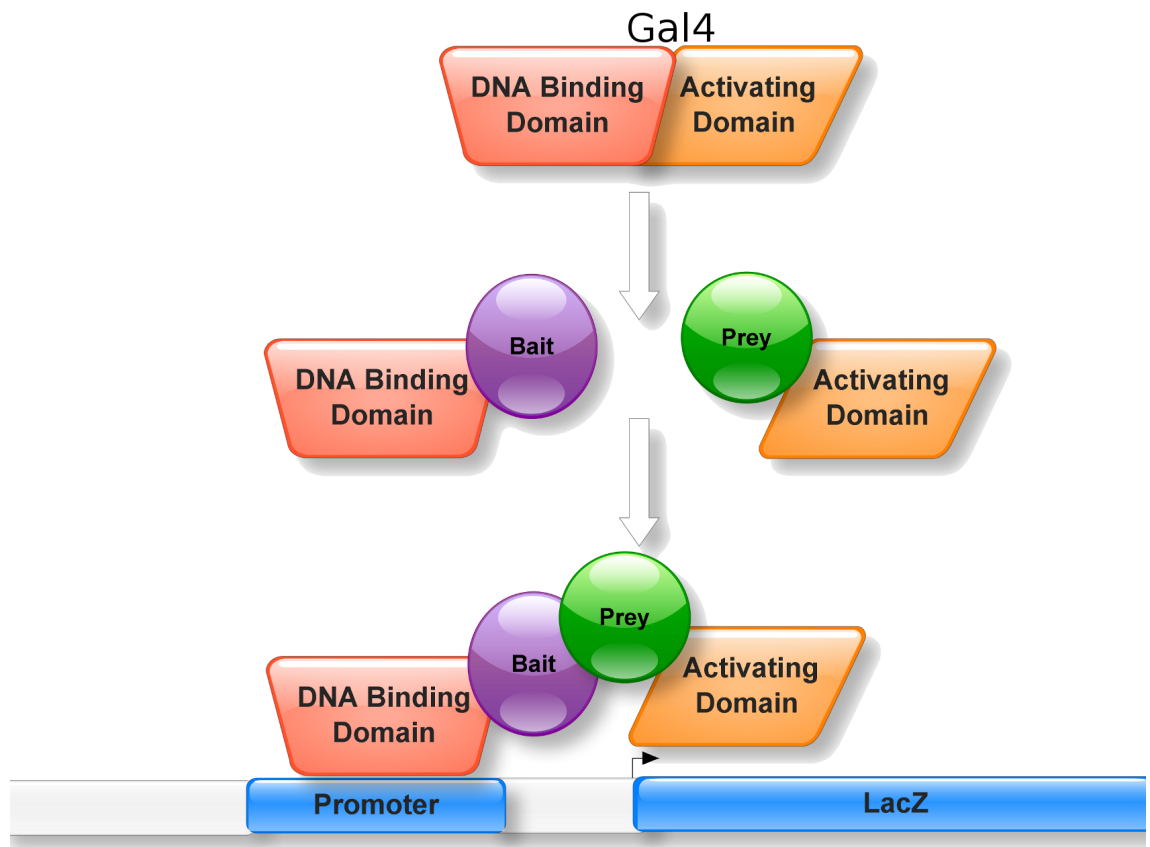 Gal4
DNA Binding
Domain
Activating
Domain
Bait
Prey
DNA Binding
Domain
Activating
Domain
Prey
Bait
DNA Binding
Domain
Activating
Domain
Promoter
LacZ